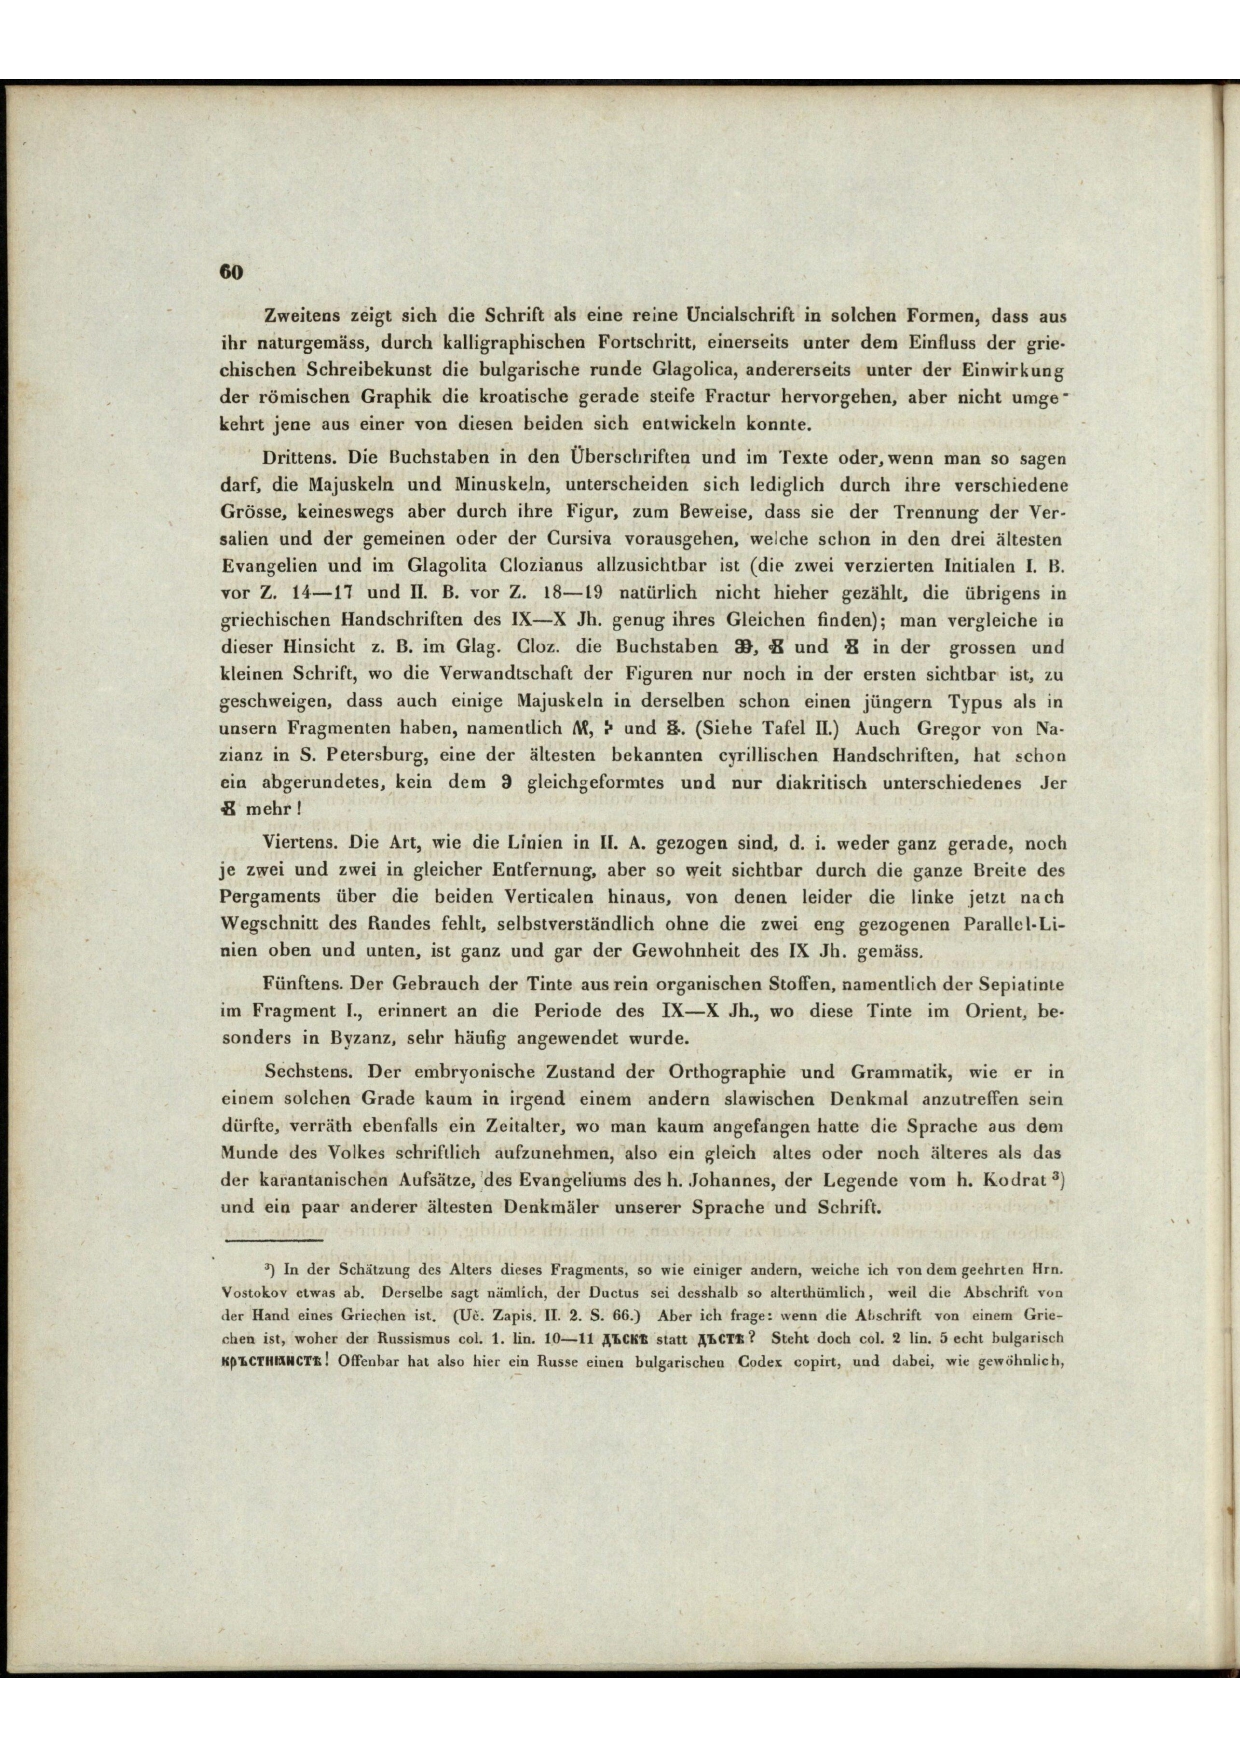 60
Zweitens zeigt sich die Schrift als eine reine Uncialschrift in solchen Formen, dass aus
ihr naturgemäss, durch kalligraphischen Fortschritt, einerseits unter dem Einfluss der grie-
chischen Schreibekunst die bulgarische runde Glagolica, andererseits unter der Einwirkung
der römischen Graphik die kroatische gerade steife Fractur hervorgehen, aber nicht umge-
kehrt jene aus einer von diesen beiden sich entwickeln konnte.
Drittens. Die Buchstaben in den Überschriften und im Texte oder, wenn man so sagen
darf, die Majuskeln und Minuskeln, unterscheiden sich lediglich durch ihre verschiedene
Grösse, keineswegs aber durch ihre Figur, zum Beweise, dass sie der Trennung der Ver-
salien und der gemeinen oder der Cursiva vorausgehen, welche schon in den drei ältesten
Evangelien und im Glagolita Clozianus allzusichtbar ist (die zwei verzierten Initialen I. B.
vor Z. 14—17 und II. B. vor Z. 18—19 natürlich nicht hieher gezählt, die übrigens in
griechischen Handschriften des IX—X Jh. genug ihres Gleichen finden); man vergleiche in
dieser Hinsicht z. B. im Glag. Cloz. die Buchstaben und in der grossen und
kleinen Schrift, wo die Verwandtschaft der Figuren nur noch in der ersten sichtbar ist, zu
geschweigen, dass auch einige Majuskeln in derselben schon einen jüngern Typus als in
unsern Fragmenten haben, namentlich und (Siehe Tafel II.) Auch Gregor von Na-
zianz in S. Petersburg, eine der ältesten bekannten cyrillischen Handschriften, hat schon
ein abgerundetes, kein dem gleichgeformtes und nur diakritisch unterschiedenes Jer
mehr!
Viertens. Die Art, wie die Linien in II. A. gezogen sind, d. i. weder ganz gerade, noch
je zwei und zwei in gleicher Entfernung, aber so weit sichtbar durch die ganze Breite des
Pergaments über die beiden Verticalen hinaus, von denen leider die linke jetzt nach
Wegschnitt des Randes fehlt, selbstverständlich ohne die zwei eng gezogenen Parallel-Li-
nien oben und unten, ist ganz und gar der Gewohnheit des IX Jh. gemäss.
Fünftens. Der Gebrauch der Tinte aus rein organischen Stoffen, namentlich der Sepiatinte
im Fragment I., erinnert an die Periode des IX—X Jh., wo diese Tinte im Orient, be-
sonders in Byzanz, sehr häufig angewendet wurde.
Sechstens. Der embryonische Zustand der Orthographie und Grammatik, wie er in
einem solchen Grade kaum in irgend einem andern slawischen Denkmal anzutreffen sein
dürfte, verräth ebenfalls ein Zeitalter, wo man kaum angefangen hatte die Sprache aus dem
Munde des Volkes schriftlich aufzunehmen, also ein gleich altes oder noch älteres als das
der karantanischen Aufsätze, des Evangeliums des h. Johannes, der Legende vom h. Kodrat ³)
und ein paar anderer ältesten Denkmäler unserer Sprache und Schrift.
³) In der Schätzung des Alters dieses Fragments, so wie einiger andern, weiche ich von dem geehrten Hrn.
Vostokov etwas ab. Derselbe sagt nämlich, der Ductus sei desshalb so alterthümlich, weil die Abschrift von
der Hand eines Griechen ist. (Uč. Zapis. II. 2. S. 66.) Aber ich frage: wenn die Abschrift von einem Grie-
chen ist, woher der Russismus col. 1. lin. 10—11 дъскѣ statt дъстѣ? Steht doch col. 2 lin. 5 echt bulgarisch
кръстиꙗнстѣ! Offenbar hat also hier ein Russe einen bulgarischen Codex copirt, und dabei, wie gewöhnlich,